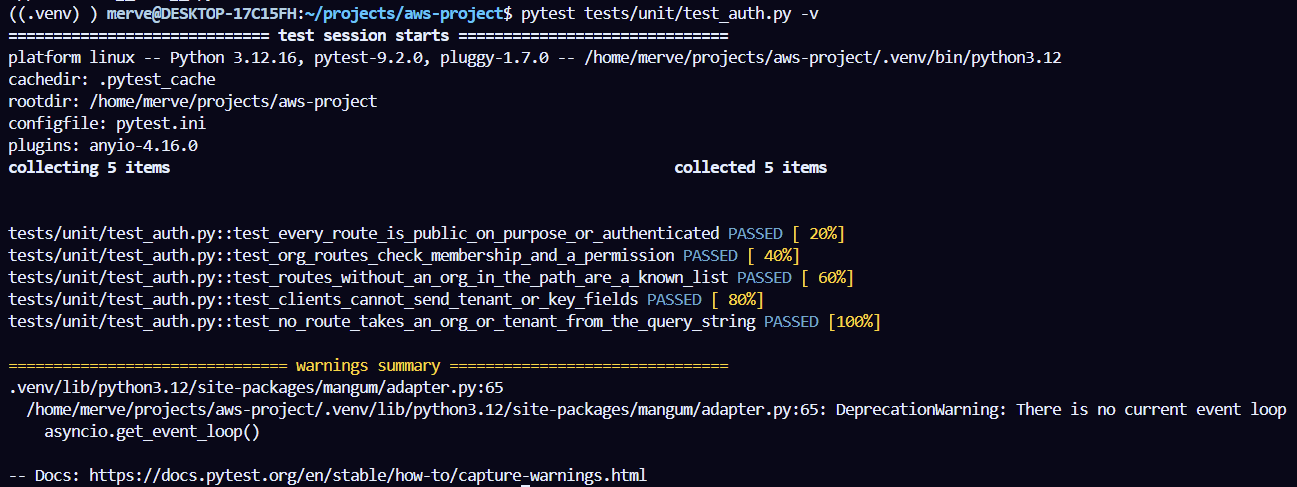 ((.venv) ) merve@DESKTOP-17C15FH:~/projects/aws-project$ pytest tests/unit/test_auth.py -v
============================= test session starts ==============================
platform linux -- Python 3.12.16, pytest-9.2.0, pluggy-1.7.0 -- /home/merve/projects/aws-project/.venv/bin/python3.12
cachedir: .pytest_cache
rootdir: /home/merve/projects/aws-project
configfile: pytest.ini
plugins: anyio-4.16.0
collecting 5 items collected 5 items
tests/unit/test_auth.py::test_every_route_is_public_on_purpose_or_authenticated PASSED [ 20%]
tests/unit/test_auth.py::test_org_routes_check_membership_and_a_permission PASSED [ 40%]
tests/unit/test_auth.py::test_routes_without_an_org_in_the_path_are_a_known_list PASSED [ 60%]
tests/unit/test_auth.py::test_clients_cannot_send_tenant_or_key_fields PASSED [ 80%]
tests/unit/test_auth.py::test_no_route_takes_an_org_or_tenant_from_the_query_string PASSED [100%]
=============================== warnings summary ===============================
.venv/lib/python3.12/site-packages/mangum/adapter.py:65
/home/merve/projects/aws-project/.venv/lib/python3.12/site-packages/mangum/adapter.py:65: DeprecationWarning: There is no current event loop
asyncio.get_event_loop()
-- Docs: https://docs.pytest.org/en/stable/how-to/capture-warnings.html